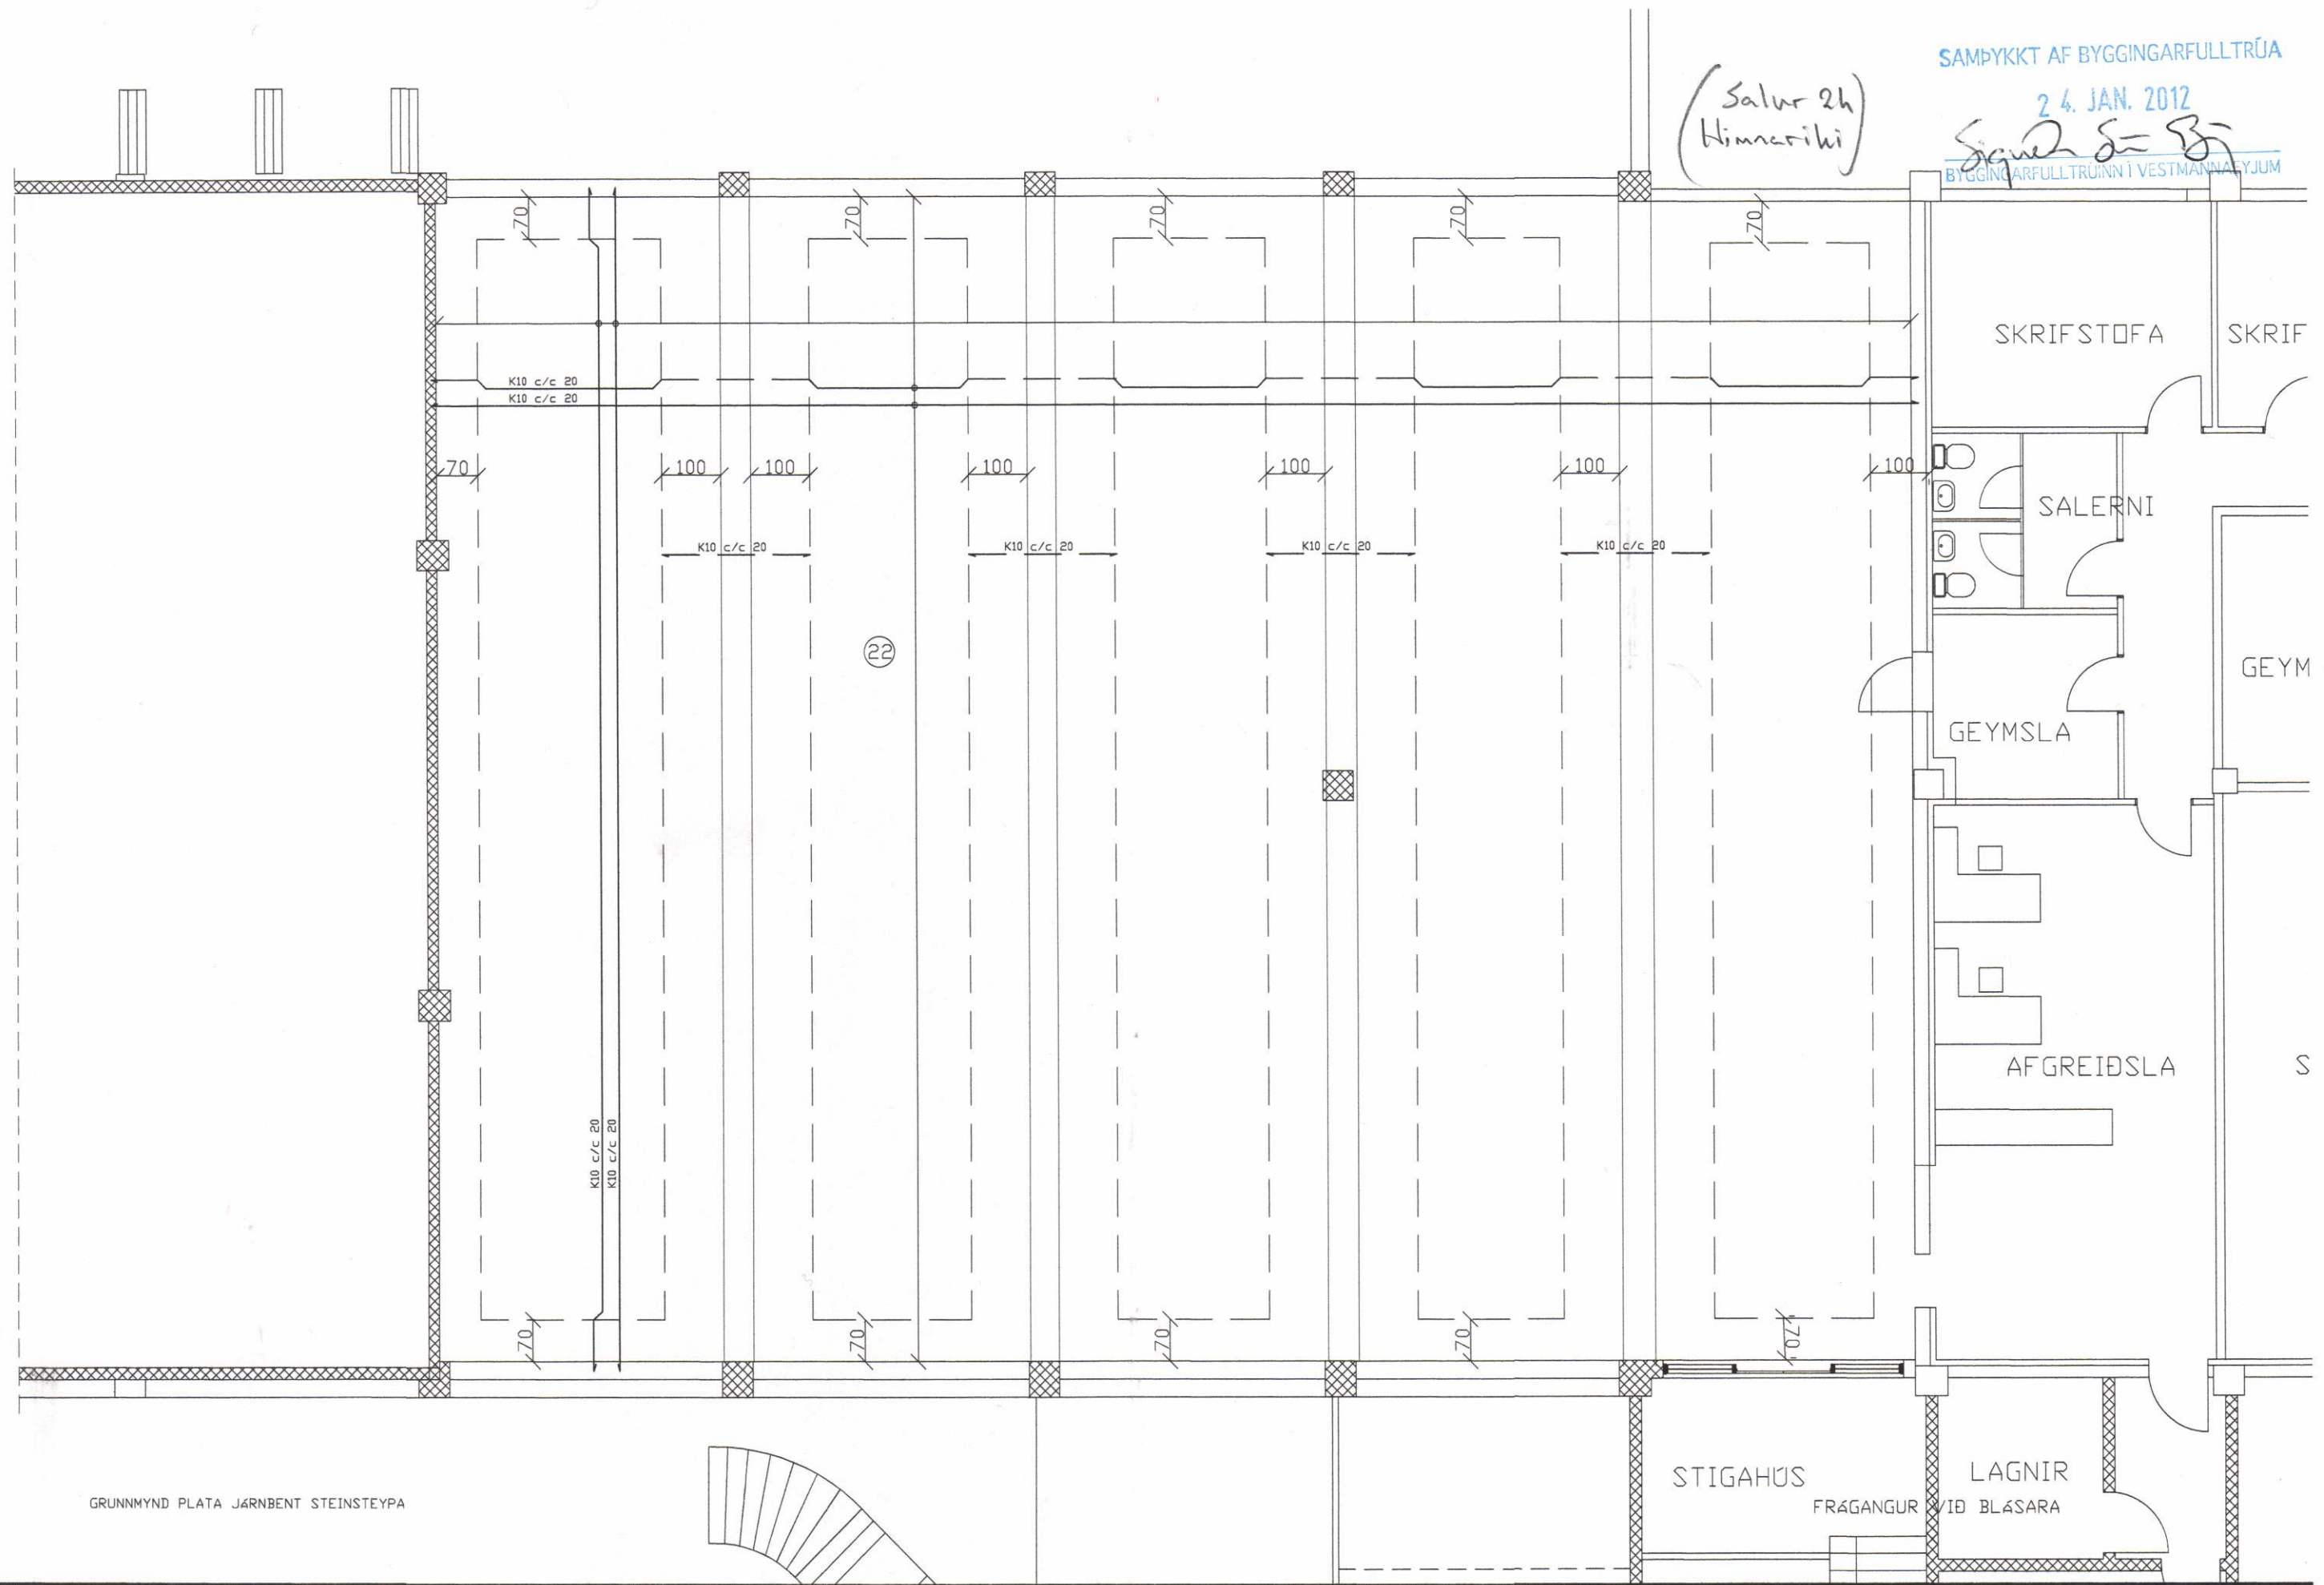 SAMÞYKKT AF BYGGINGARFULLTRÚA
24. JAN. 2012
BYGGINGARFULLTRÚINN Í VESTMANNAEYJUM
(Salur 2h
Himnaríki)
70
70
70
70
70
SKRIFSTOFA
SKRIF
K10 c/c 20
K10 c/c 20
70
100
100
100
100
100
100
SALERNI
K10 c/c 20
K10 c/c 20
K10 c/c 20
K10 c/c 20
22
GEYM
GEYMSLA
AFGREIÐSLA
S
K10 c/c 20
K10 c/c 20
70
70
70
70
70
STIGAHÚS
LAGNIR
GRUNNMYND PLATA JáRNBENT STEINSTEYPA
FRáGANGUR VIÐ BLáSARA